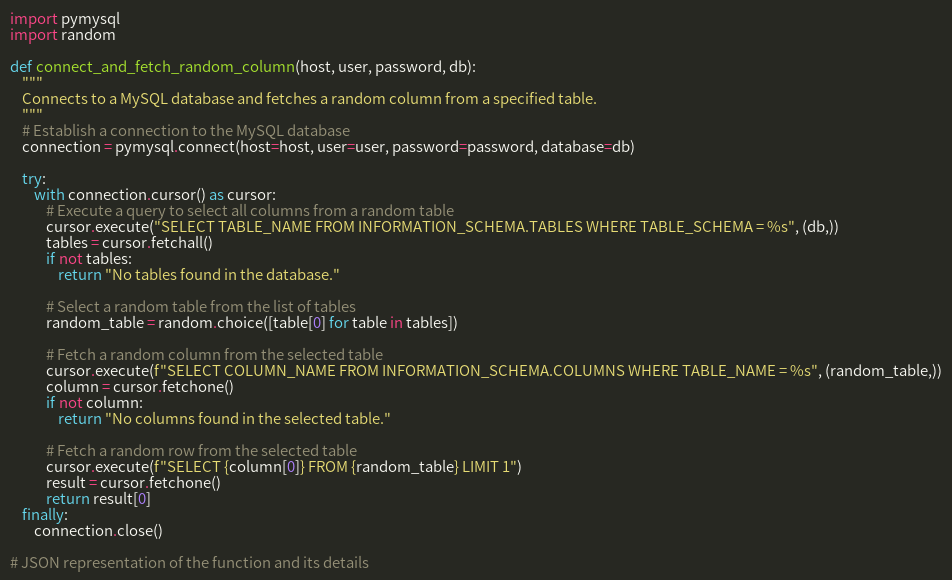 import pymysql
import random
def connect_and_fetch_random_column(host, user, password, db):
"""
Connects to a MySQL database and fetches a random column from a specified table.
"""
# Establish a connection to the MySQL database
connection = pymysql.connect(host=host, user=user, password=password, database=db)
try:
with connection.cursor() as cursor:
# Execute a query to select all columns from a random table
cursor.execute("SELECT TABLE_NAME FROM INFORMATION_SCHEMA.TABLES WHERE TABLE_SCHEMA = %s", (db,))
tables = cursor.fetchall()
if not tables:
return "No tables found in the database."
# Select a random table from the list of tables
random_table = random.choice([table[0] for table in tables])
# Fetch a random column from the selected table
cursor.execute(f"SELECT COLUMN_NAME FROM INFORMATION_SCHEMA.COLUMNS WHERE TABLE_NAME = %s", (random_table,))
column = cursor.fetchone()
if not column:
return "No columns found in the selected table."
# Fetch a random row from the selected table
cursor.execute(f"SELECT {column[0]} FROM {random_table} LIMIT 1")
result = cursor.fetchone()
return result[0]
finally:
connection.close()
# JSON representation of the function and its details